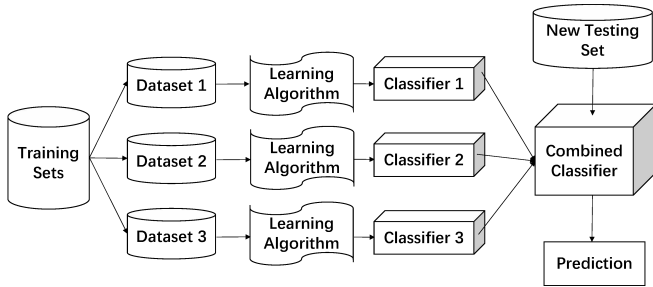 New Testing
Set
Dataset 1
Learning
Algorithm
Classifier 1
Training
Sets
Dataset 2
Learning
Algorithm
Classifier 2
Combined
Classifier
Dataset 3
Learning
Algorithm
Classifier 3
Prediction